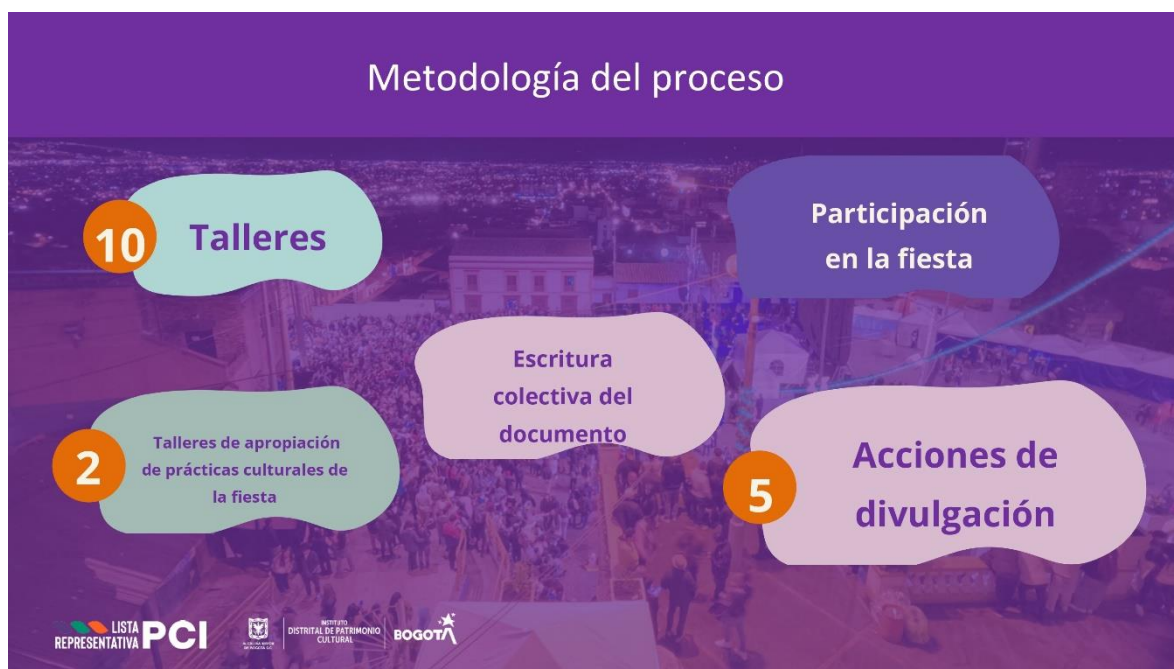 Metodología del proceso
10
Talleres
Participación
en la fiesta
Escritura
colectiva del
documento
2
Talleres de apropiación
de prácticas culturales de
la fiesta
5
Acciones de
divulgación
LISTA
REPRESENTATIVA PCI
INSTITUTO
DISTRITAL DE PATRIMONIO
CULTURAL
BOGOTÁ